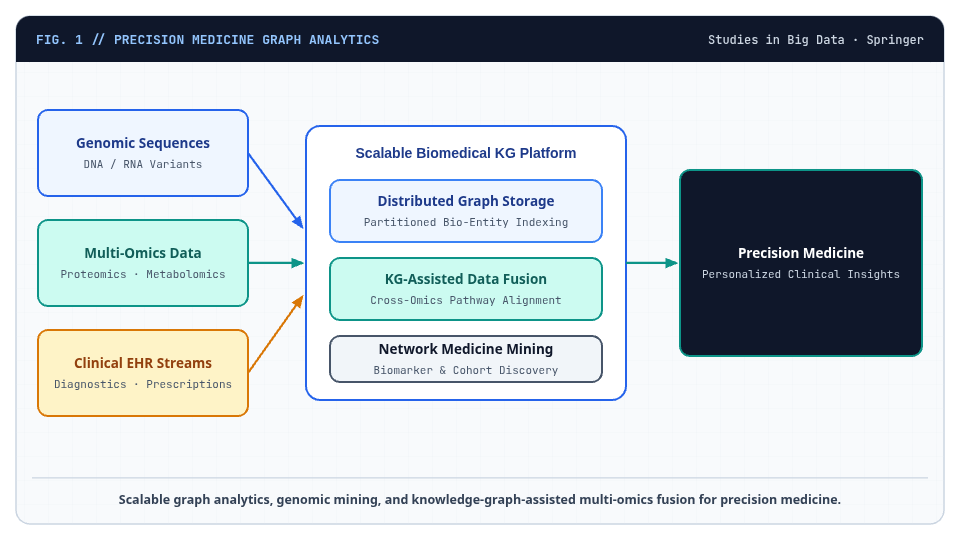 FIG. 1 // PRECISION MEDICINE GRAPH ANALYTICS
Studies in Big Data · Springer
Genomic Sequences
DNA / RNA Variants
Multi-Omics Data
Proteomics · Metabolomics
Clinical EHR Streams
Diagnostics · Prescriptions
Scalable Biomedical KG Platform
Distributed Graph Storage
Partitioned Bio-Entity Indexing
KG-Assisted Data Fusion
Cross-Omics Pathway Alignment
Network Medicine Mining
Biomarker & Cohort Discovery
Precision Medicine
Personalized Clinical Insights
Scalable graph analytics, genomic mining, and knowledge-graph-assisted multi-omics fusion for precision medicine.